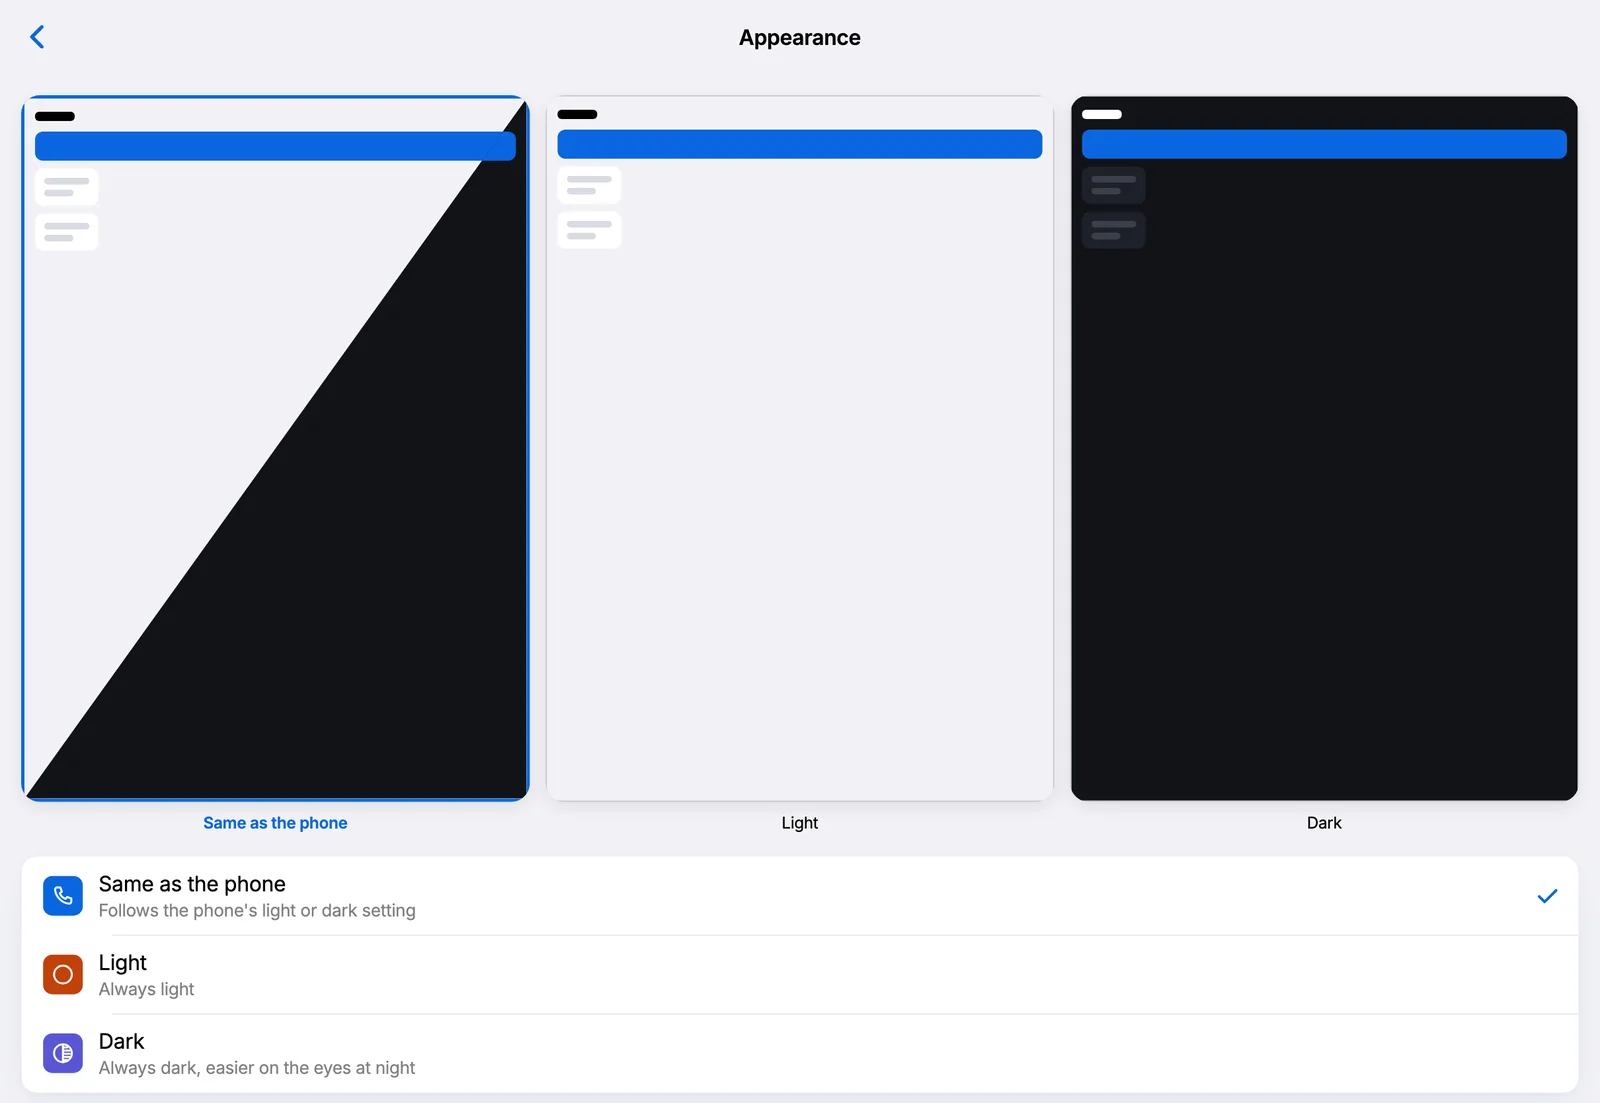 Appearance
Same as the phone
Light
Dark
Same as the phone
Follows the phone's light or dark setting
Light
Always light
Dark
Always dark, easier on the eyes at night